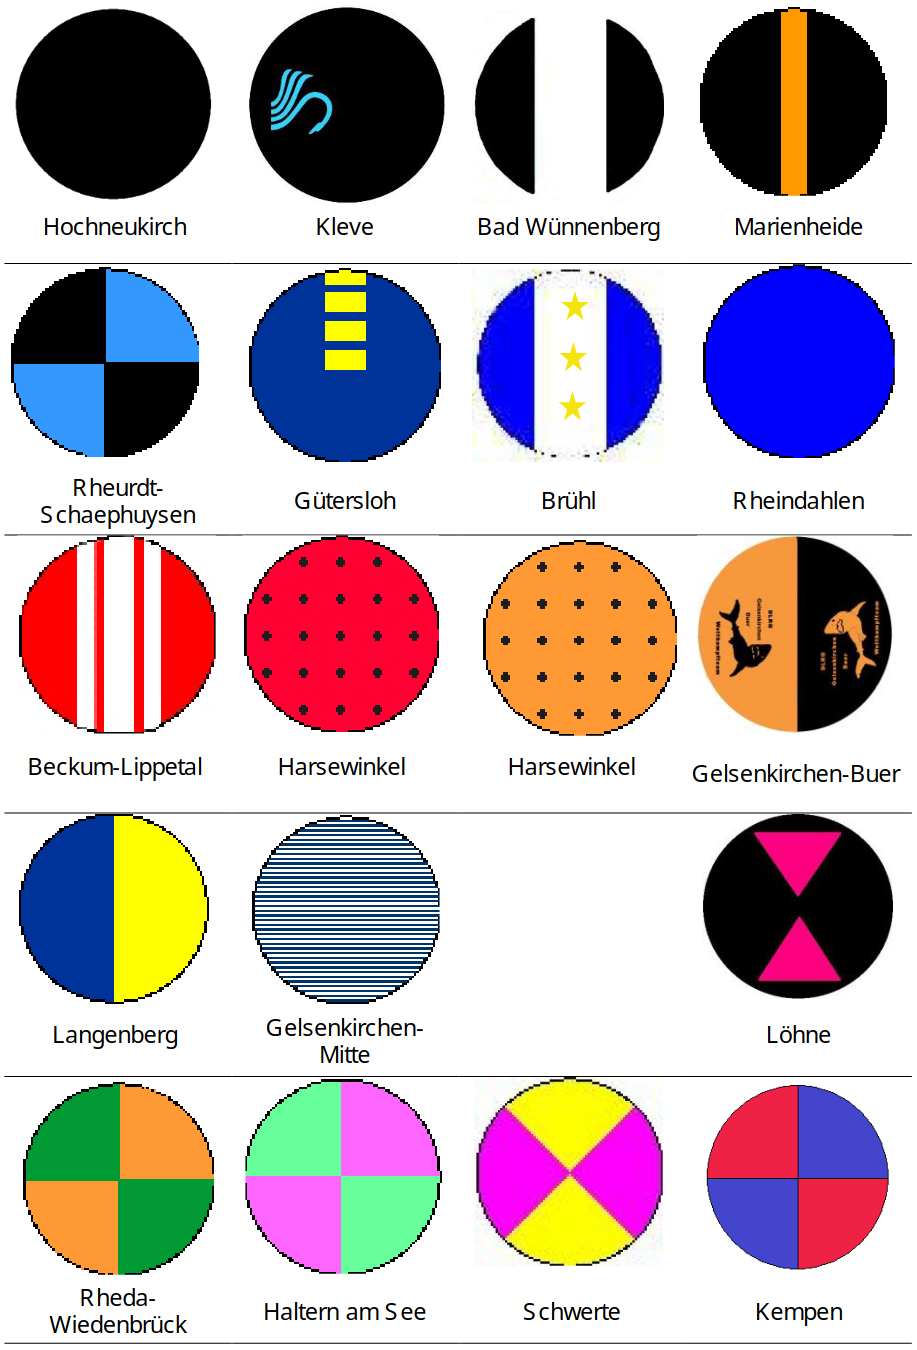 Hochneukirch
Kleve
Bad Wünnenberg
Marienheide
Rheurdt-
Schaephuysen
Gütersloh
Brühl
Rheindahlen
DLRG
Gelsenkirchen
Buer
Wettkampfteam
DLRG
Gelsenkirchen
Buer
Wettkampfteam
Beckum-Lippetal
Harsewinkel
Harsewinkel
Gelsenkirchen-Buer
Langenberg
Gelsenkirchen-
Mitte
Löhne
Rheda-
Wiedenbrück
Haltern am See
Schwerte
Kempen